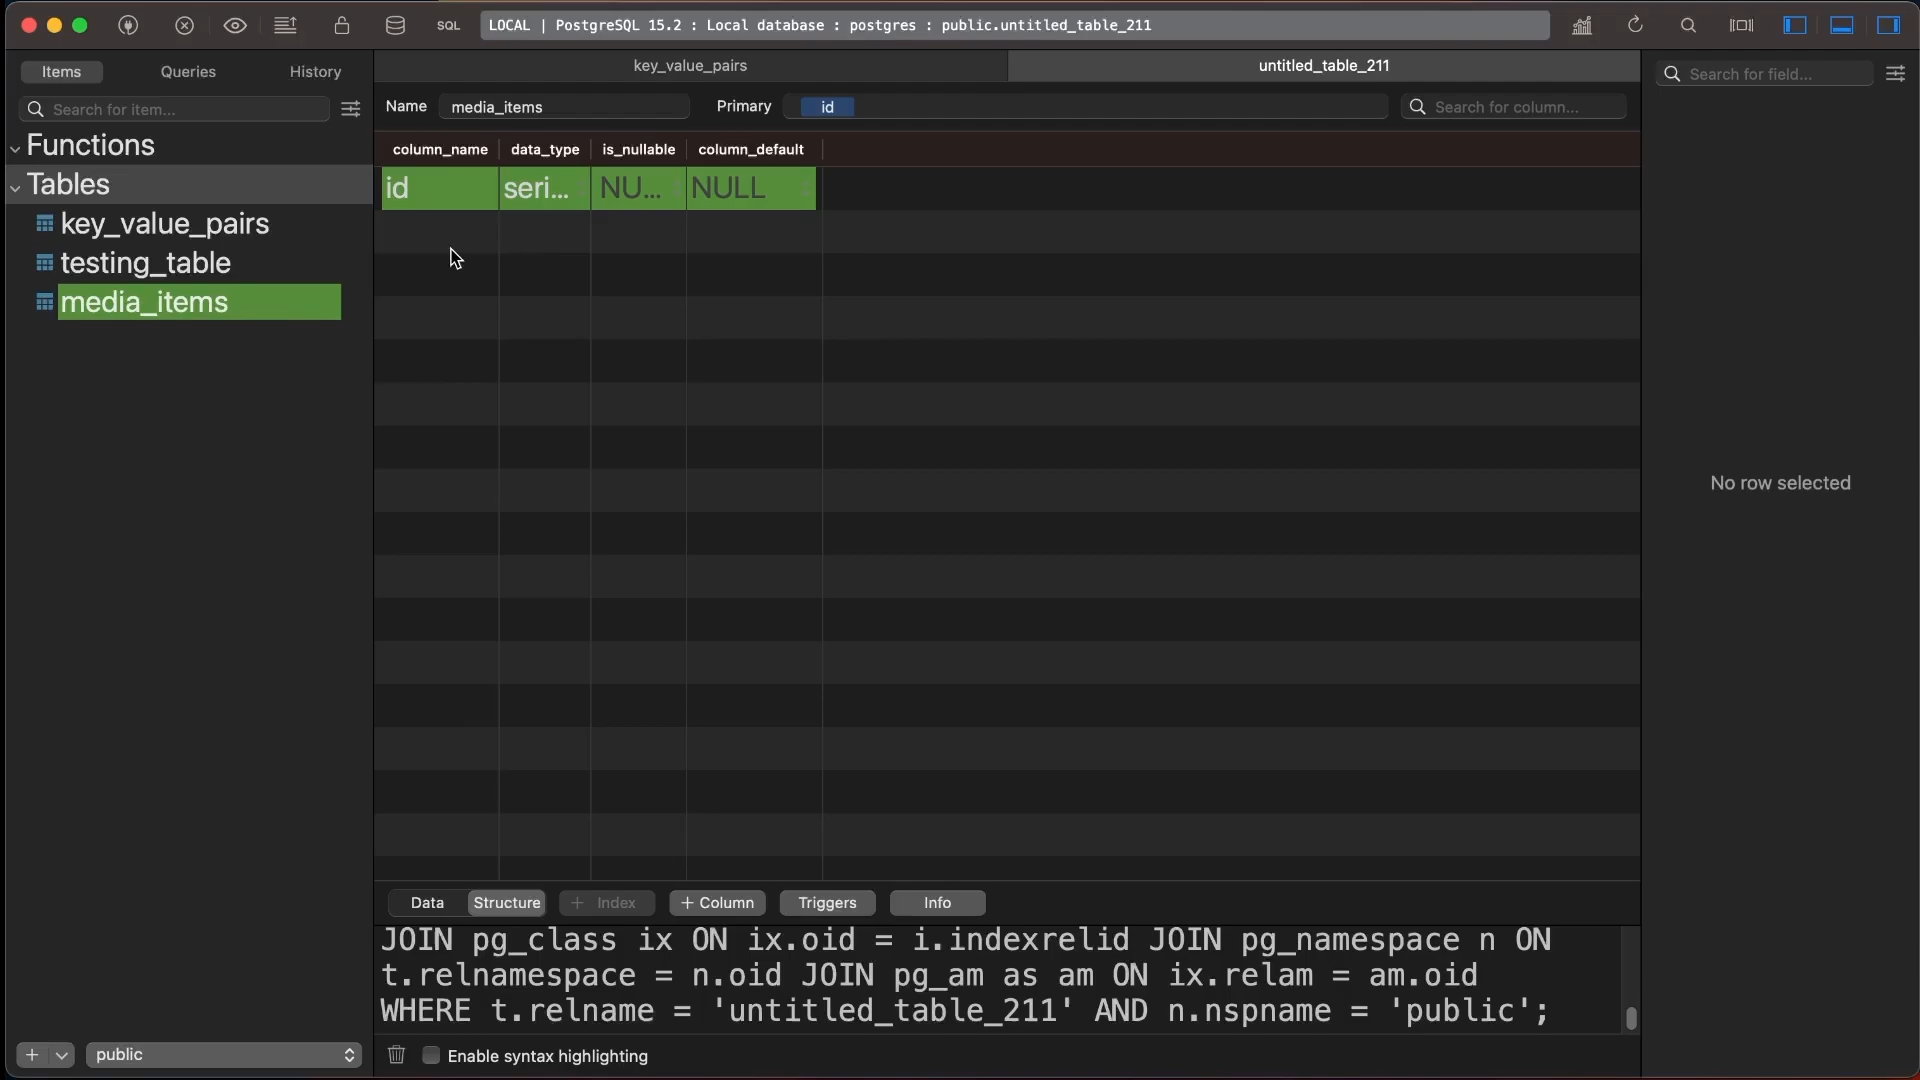 SQL
LOCAL | PostgreSQL 15.2 : Local database : postgres : public.untitled_table_211
Items
Queries
History
key_value_pairs
untitled_table_211
Search for field...
Search for item...
Name
media_items
Primary
id
Search for column...
Functions
column_name
data_type
is_nullable
column_default
Tables
id
seri...
NU...
NULL
key_value_pairs
testing_table
media_items
No row selected
Data
Structure
+ Index
+ Column
Triggers
Info
JOIN pg_class ix ON ix.oid = i.indexrelid JOIN pg_namespace n ON
t.relnamespace = n.oid JOIN pg_am as am ON ix.relam = am.oid
WHERE t.relname = 'untitled_table_211' AND n.nspname = 'public';
+
public
Enable syntax highlighting